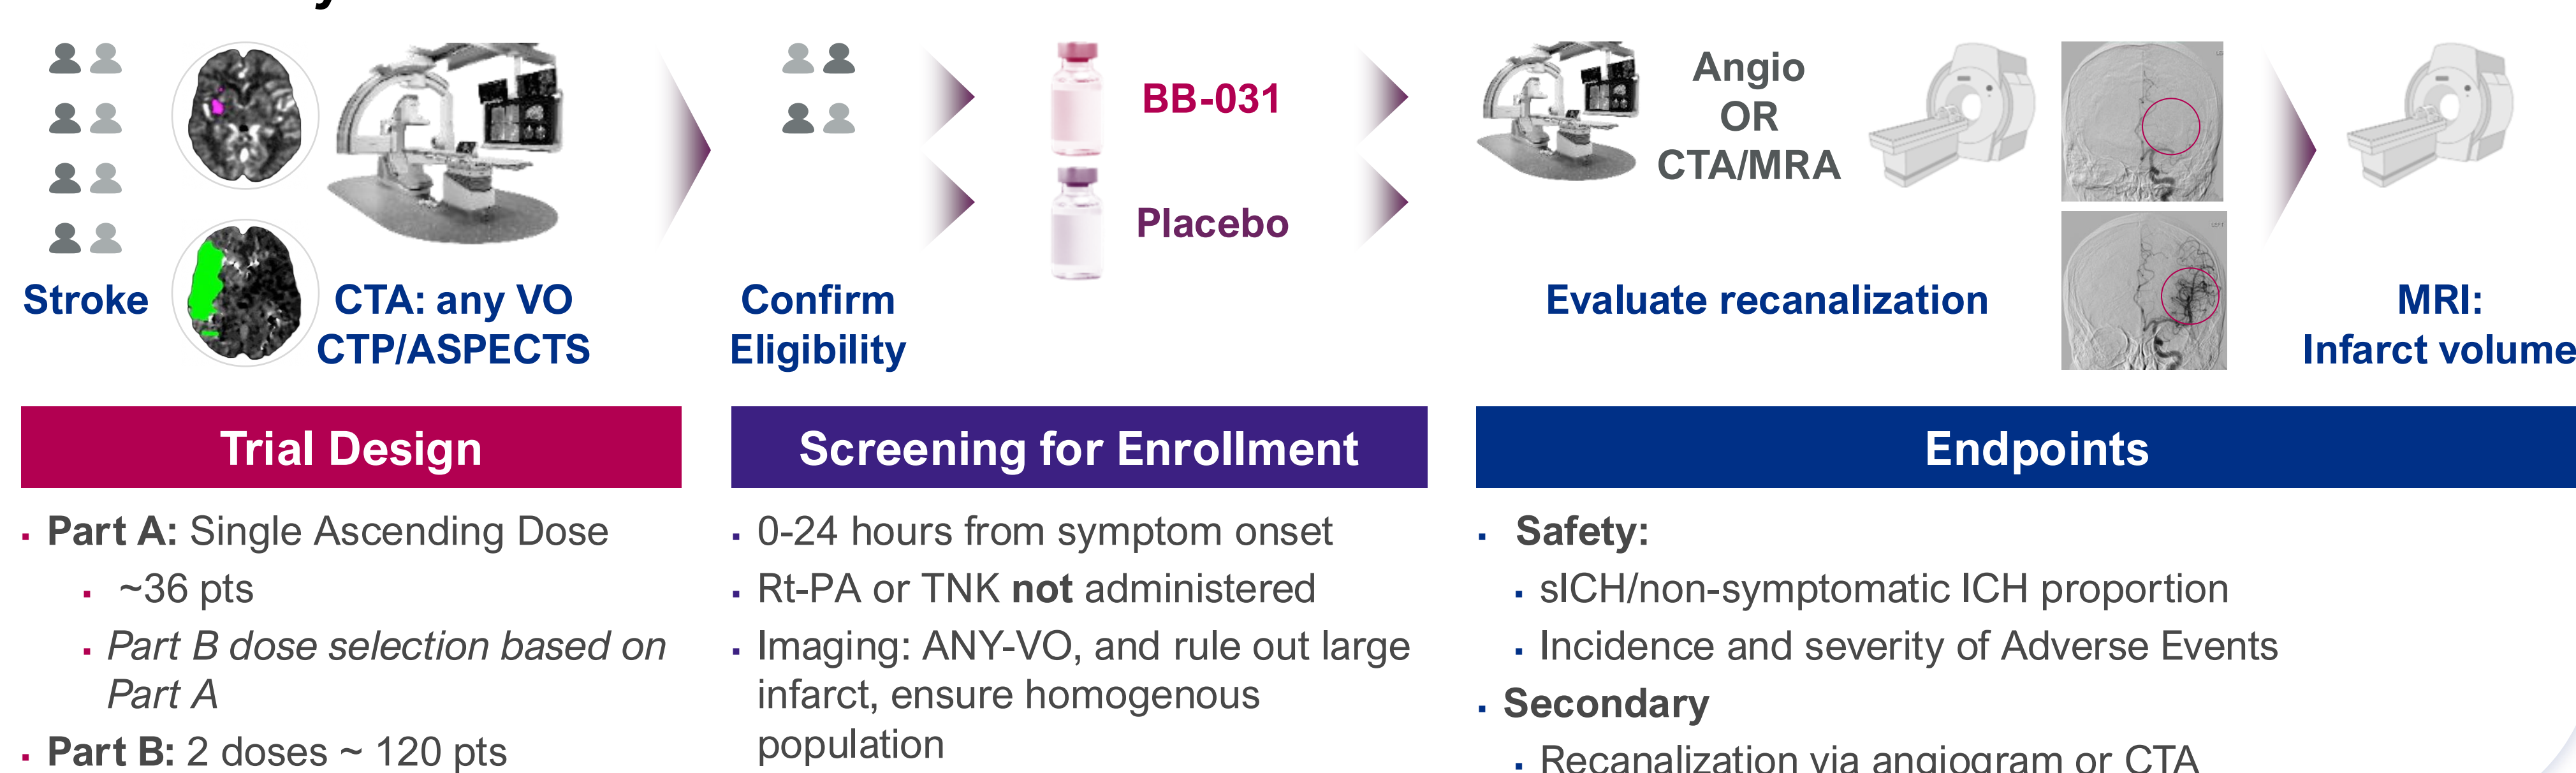 Angio
OR
CTA/MRA
BB-031
Placebo
Stroke
CTA: any VO
CTP/ASPECTS
Confirm
Eligibility
Evaluate recanalization
MRI:
Infarct volume
Trial Design
▪ Part A: Single Ascending Dose
▪ ~36 pts
▪ Part B dose selection based on
Part A
▪ Part B: 2 doses ~ 120 pts
Screening for Enrollment
▪ 0-24 hours from symptom onset
▪ Rt-PA or TNK not administered
▪ Imaging: ANY-VO, and rule out large
infarct, ensure homogenous
population
Endpoints
▪ Safety:
▪ sICH/non-symptomatic ICH proportion
▪ Incidence and severity of Adverse Events
▪ Secondary
▪ Recanalization via angiogram or CTA